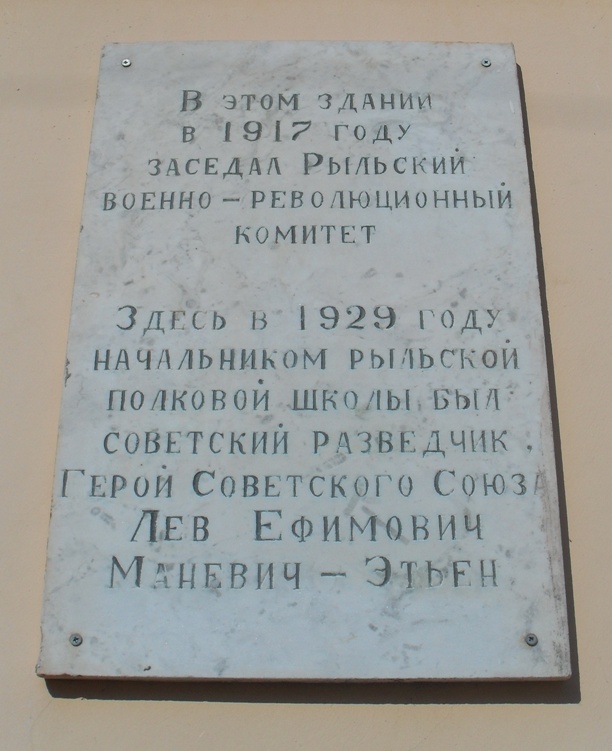 В этом здании
в 1917 году
заседал Рыльский
военно – революционный
комитет
Здесь в 1929 году
начальником рыльской
полковой школы был
советский разведчик,
Герой Советского Союза
Лев Ефимович
Маневич – Этьен